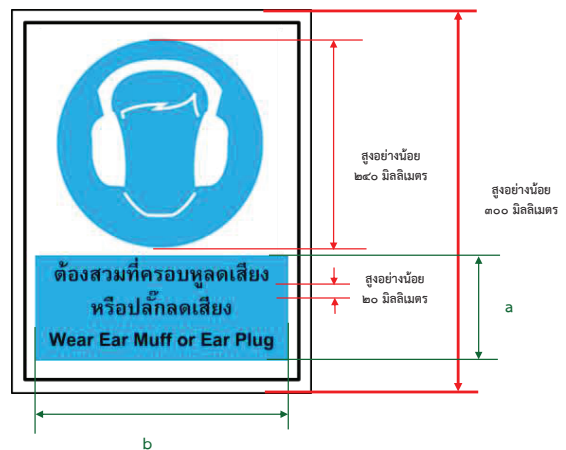 สูงอย่างน้อย
๒๔๐ มิลลิเมตร
สูงอย่างน้อย
๓๐๐ มิลลิเมตร
ต้องสวมที่ครอบหูลดเสียง
หรือปลั๊กลดเสียง
Wear Ear Muff or Ear Plug
สูงอย่างน้อย
๒๐ มิลลิเมตร
a
b